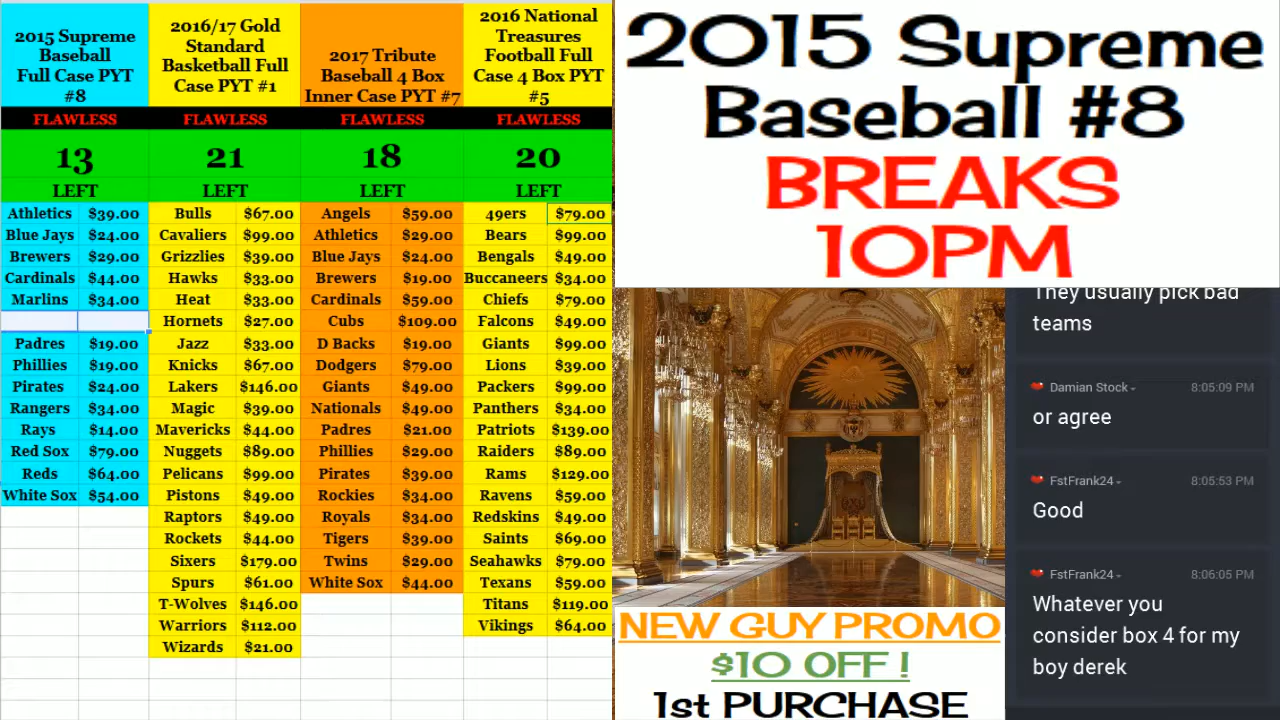 2015 Supreme
Baseball
Full Case PYT
#8
FLAWLESS
13
LEFT
Athletics $39.00
Blue Jays $24.00
Brewers $29.00
Cardinals $44.00
Marlins $34.00
Padres $19.00
Phillies $19.00
Pirates $24.00
Rangers $34.00
Rays $14.00
Red Sox $79.00
Reds $64.00
White Sox $54.00
2016/17 Gold
Standard
Basketball Full
Case PYT #1
FLAWLESS
21
LEFT
Bulls $67.00
Cavaliers $99.00
Grizzlies $39.00
Hawks $33.00
Heat $33.00
Hornets $27.00
Jazz $33.00
Knicks $67.00
Lakers $146.00
Magic $39.00
Mavericks $44.00
Nuggets $89.00
Pelicans $99.00
Pistons $49.00
Raptors $49.00
Rockets $44.00
Sixers $179.00
Spurs $61.00
T-Wolves $146.00
Warriors $112.00
Wizards $21.00
2017 Tribute
Baseball 4 Box
Inner Case PYT #7
FLAWLESS
18
LEFT
Angels $59.00
Athletics $29.00
Blue Jays $24.00
Brewers $19.00
Cardinals $59.00
Cubs $109.00
D Backs $19.00
Dodgers $79.00
Giants $49.00
Nationals $49.00
Padres $21.00
Phillies $29.00
Pirates $39.00
Rockies $34.00
Royals $34.00
Tigers $39.00
Twins $29.00
White Sox $44.00
2016 National
Treasures
Football Full
Case 4 Box PYT
#5
FLAWLESS
20
LEFT
49ers $79.00
Bears $99.00
Bengals $49.00
Buccaneers $34.00
Chiefs $79.00
Falcons $49.00
Giants $99.00
Lions $39.00
Packers $99.00
Panthers $34.00
Patriots $139.00
Raiders $89.00
Rams $129.00
Ravens $59.00
Redskins $49.00
Saints $69.00
Seahawks $79.00
Texans $59.00
Titans $119.00
Vikings $64.00
2015 Supreme
Baseball #8
BREAKS
10PM
NEW GUY PROMO
$10 OFF !
1st PURCHASE
They usually pick bad
teams
Damian Stock 8:05:09 PM
or agree
FstFrank24 8:05:53 PM
Good
FstFrank24 8:06:05 PM
Whatever you
consider box 4 for my
boy derek